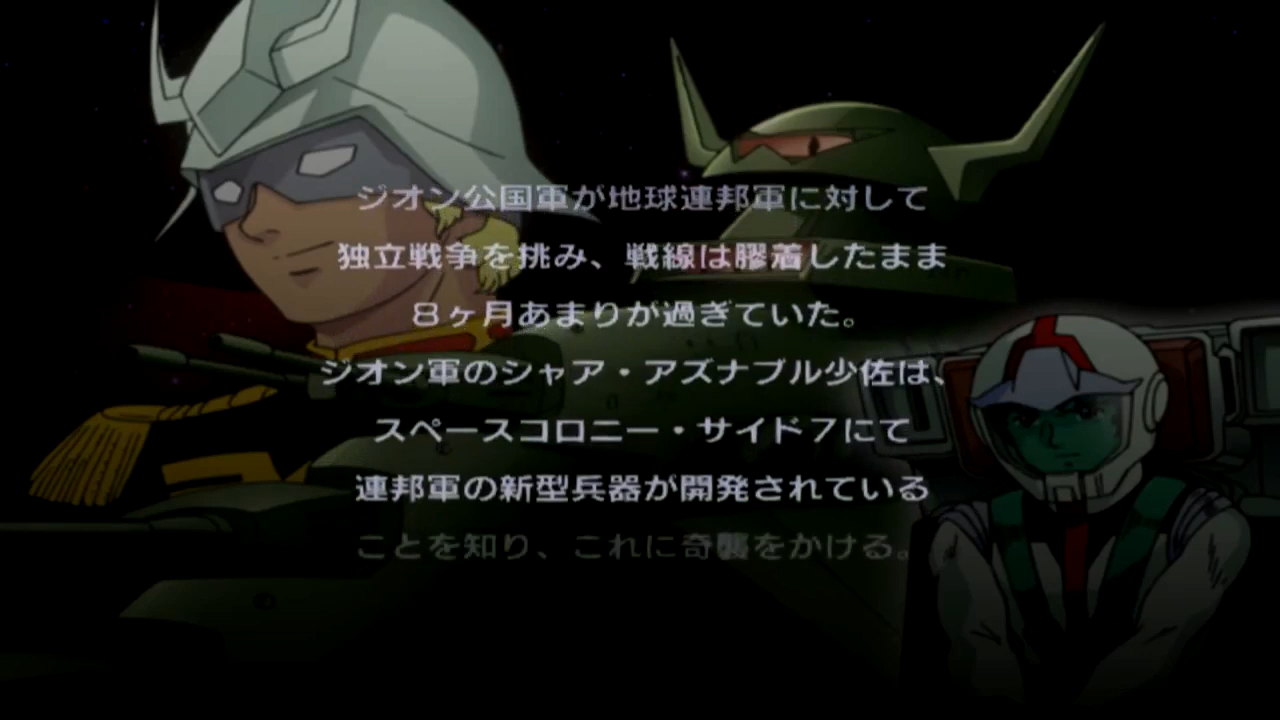 ジオン公国軍が地球連邦軍に対して
独立戦争を挑み、戦線は膠着したまま
８ヶ月あまりが過ぎていた。
ジオン軍のシャア・アズナブル少佐は、
スペースコロニー・サイド７にて
連邦軍の新型兵器が開発されている
ことを知り、これに奇襲をかける。